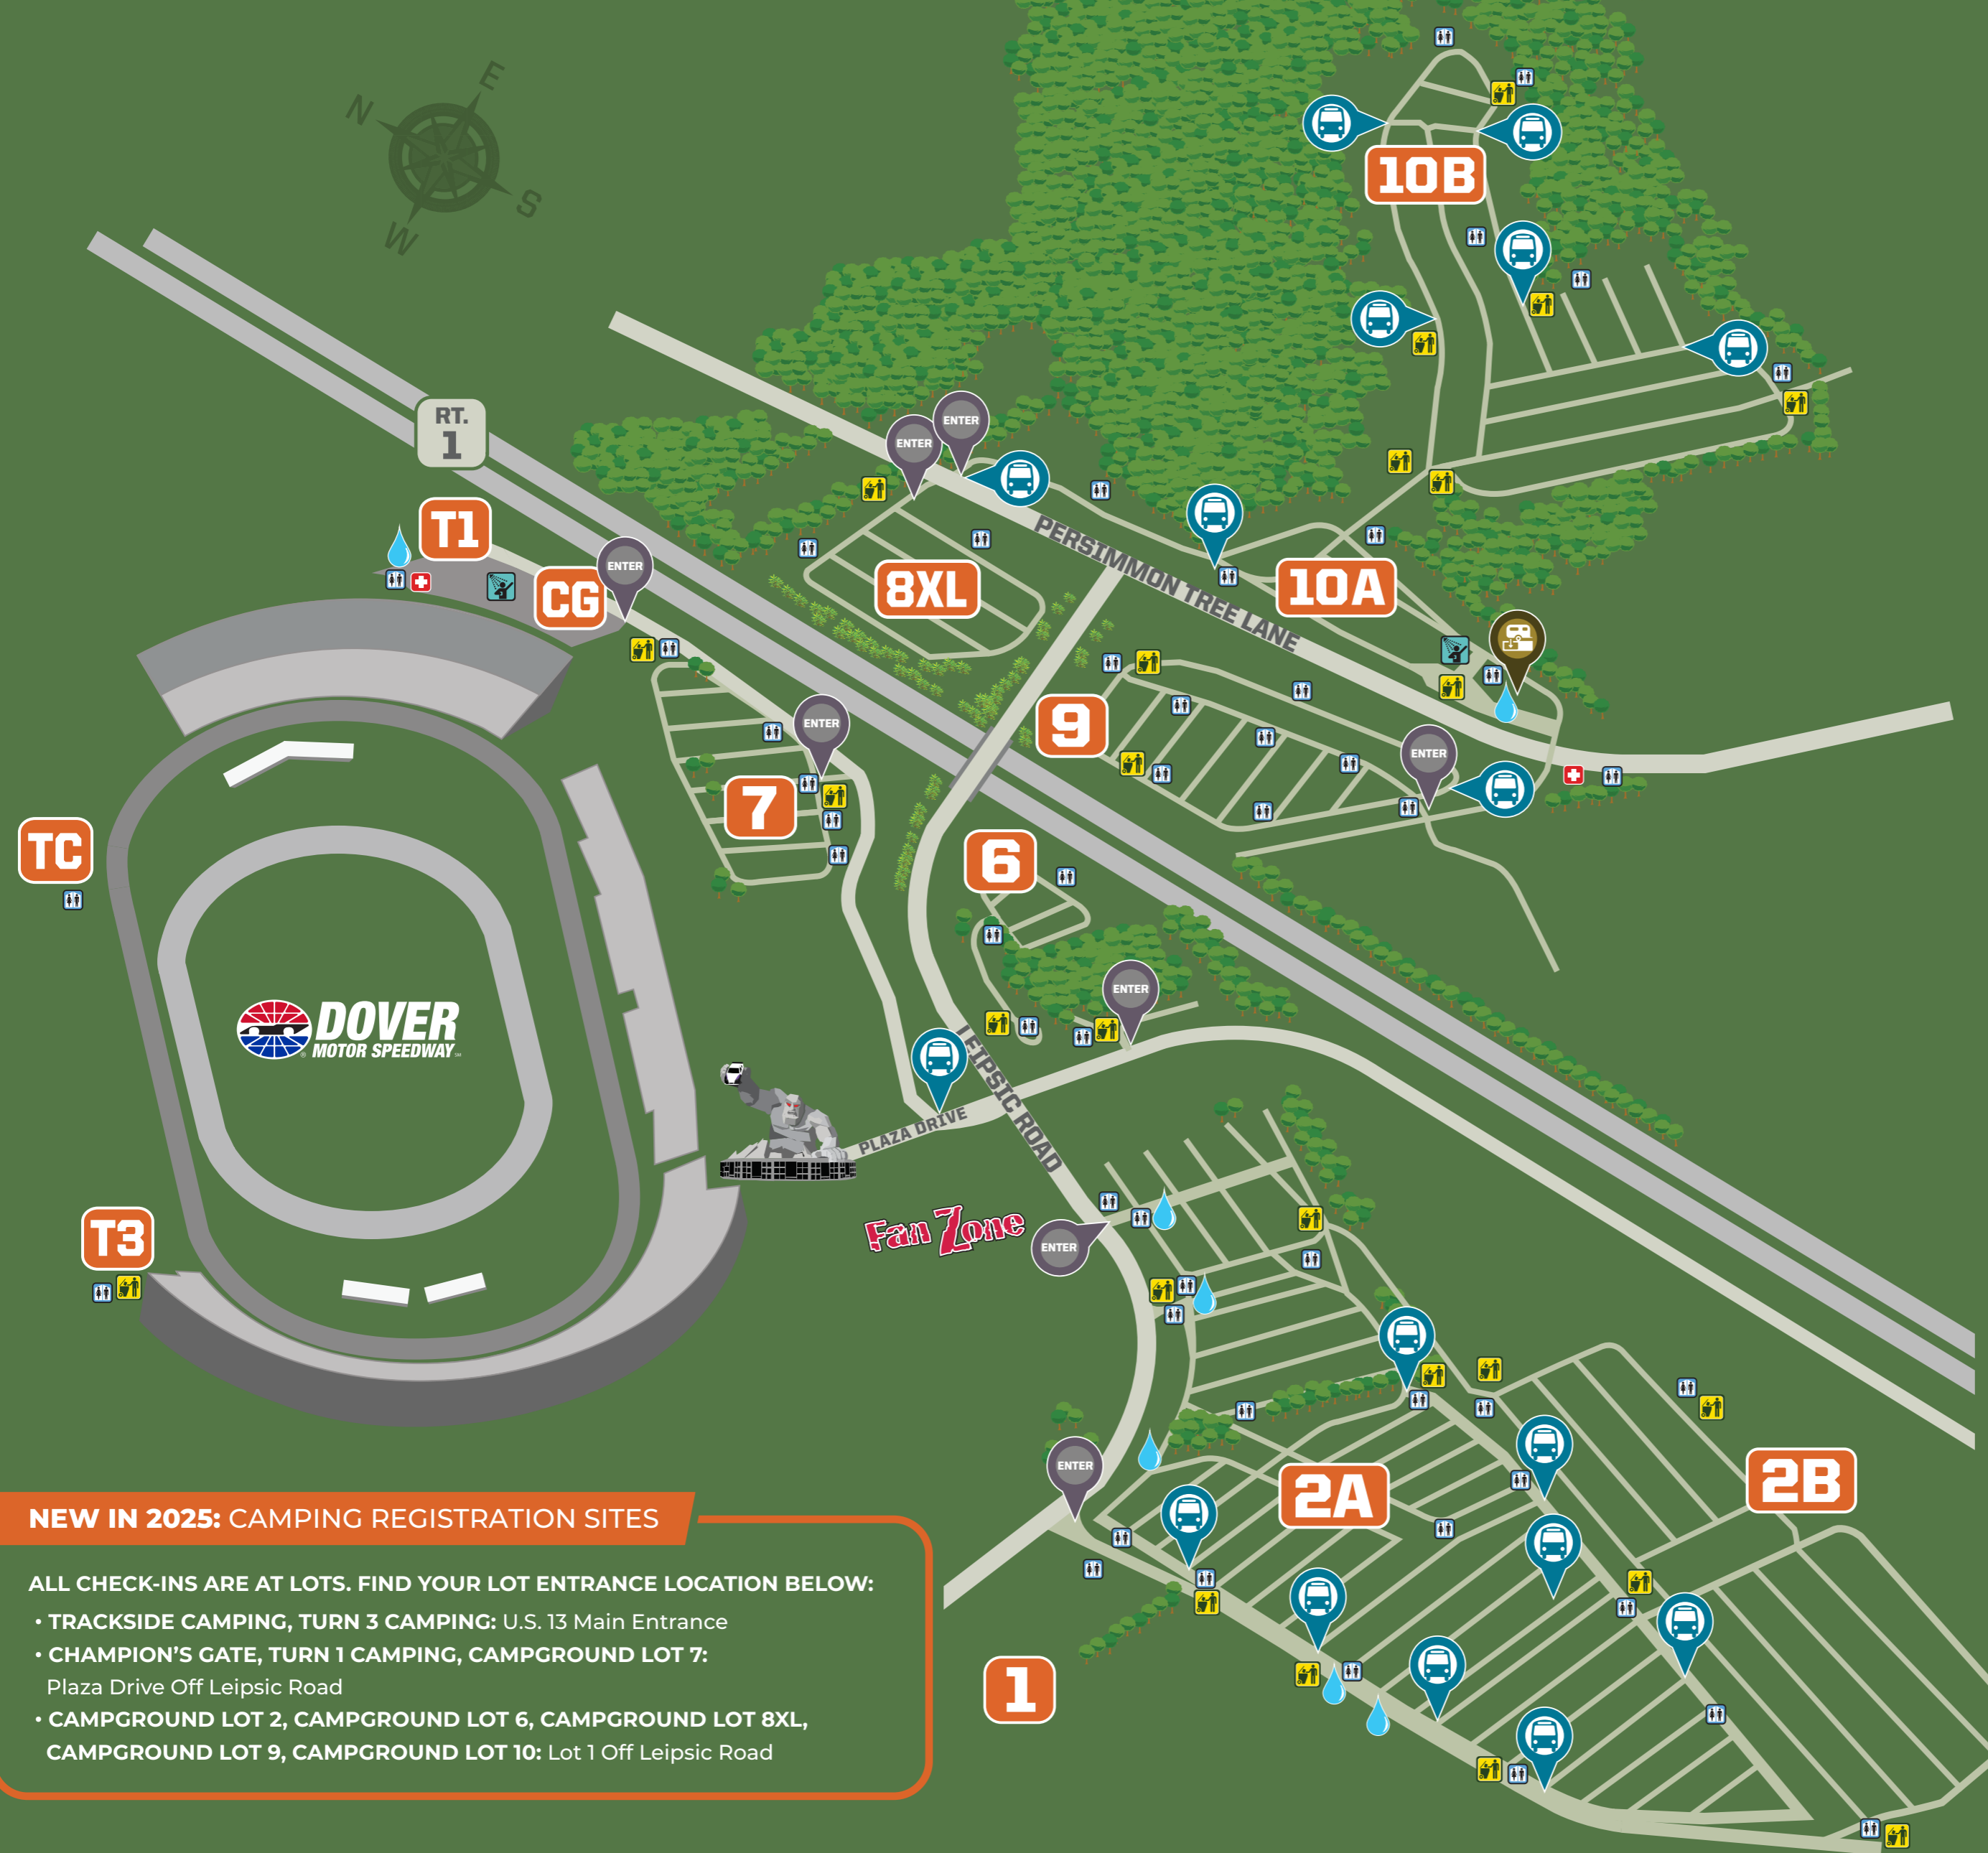 E
N
S
W
10B
RT.
1
ENTER
ENTER
T1
ENTER
CG
8XL
PERSIMMON TREE LANE
10A
9
ENTER
ENTER
7
TC
6
ENTER
DOVER
MOTOR SPEEDWAY
LEIPSIC ROAD
PLAZA DRIVE
T3
Fan Zone
ENTER
ENTER
2A
2B
1
NEW IN 2025: CAMPING REGISTRATION SITES
ALL CHECK-INS ARE AT LOTS. FIND YOUR LOT ENTRANCE LOCATION BELOW:
• TRACKSIDE CAMPING, TURN 3 CAMPING: U.S. 13 Main Entrance
• CHAMPION'S GATE, TURN 1 CAMPING, CAMPGROUND LOT 7:
Plaza Drive Off Leipsic Road
• CAMPGROUND LOT 2, CAMPGROUND LOT 6, CAMPGROUND LOT 8XL,
CAMPGROUND LOT 9, CAMPGROUND LOT 10: Lot 1 Off Leipsic Road